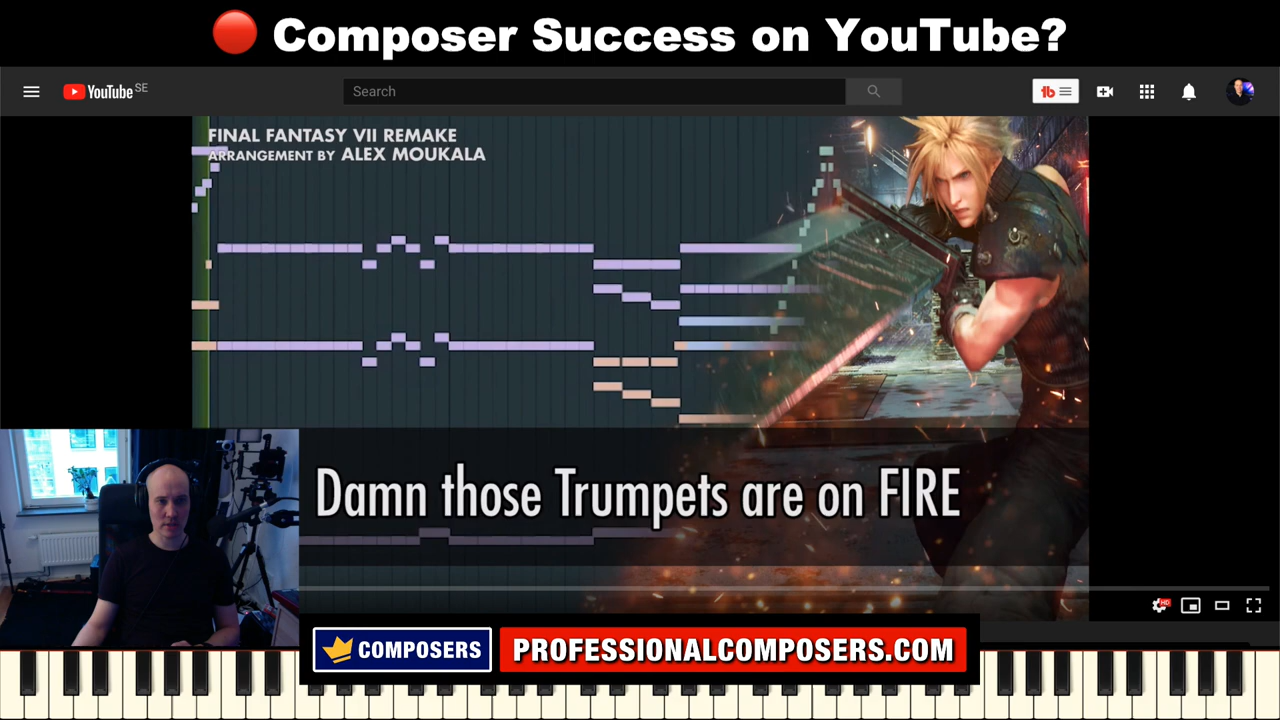 🔴 Composer Success on YouTube?
YouTube SE
Search
FINAL FANTASY VII REMAKE
ARRANGEMENT BY ALEX MOUKALA
Damn those Trumpets are on FIRE
HD
COMPOSERS
PROFESSIONALCOMPOSERS.COM